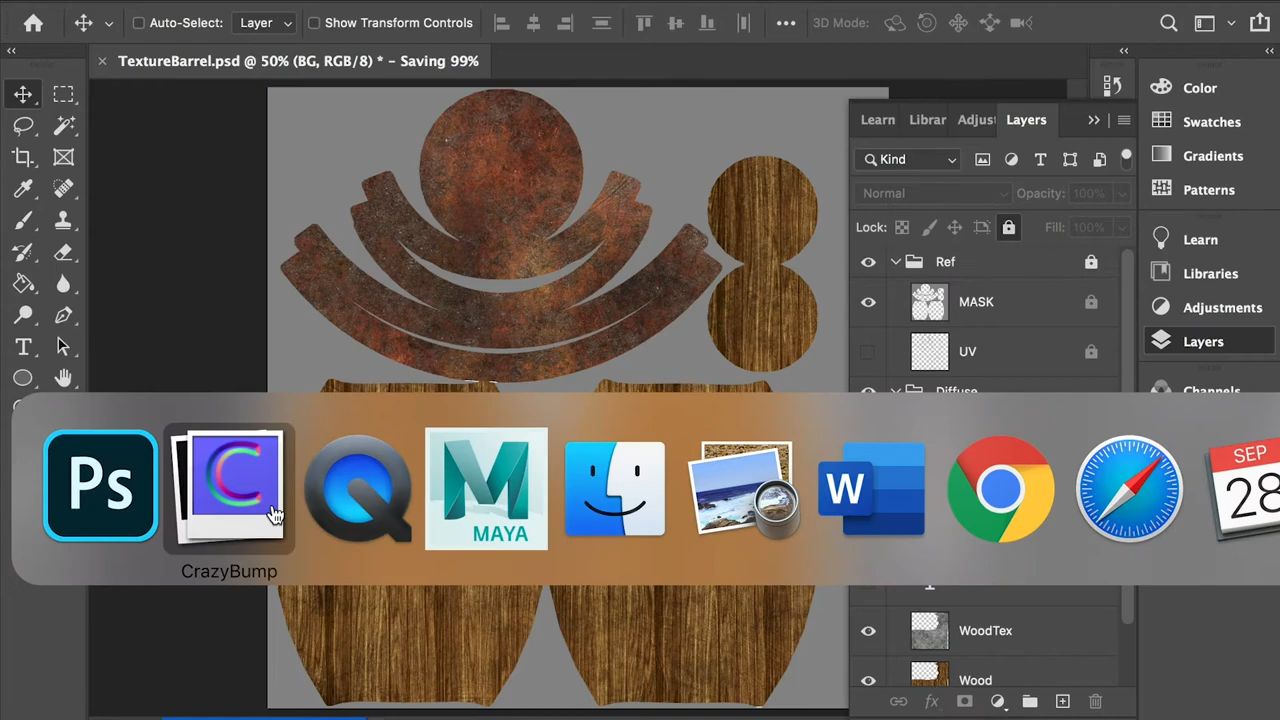 Auto-Select: Layer Show Transform Controls 3D Mode:
TextureBarrel.psd @ 50% (BG, RGB/8) * - Saving 99%
Learn Librar Adjust Layers
Kind
Normal Opacity: 100%
Lock: Fill: 100%
Ref
MASK
UV
Diffuse
WoodTex
Wood
Color
Swatches
Gradients
Patterns
Learn
Libraries
Adjustments
Layers
Channels
Ps
C
MAYA
W
SEP
28
CrazyBump